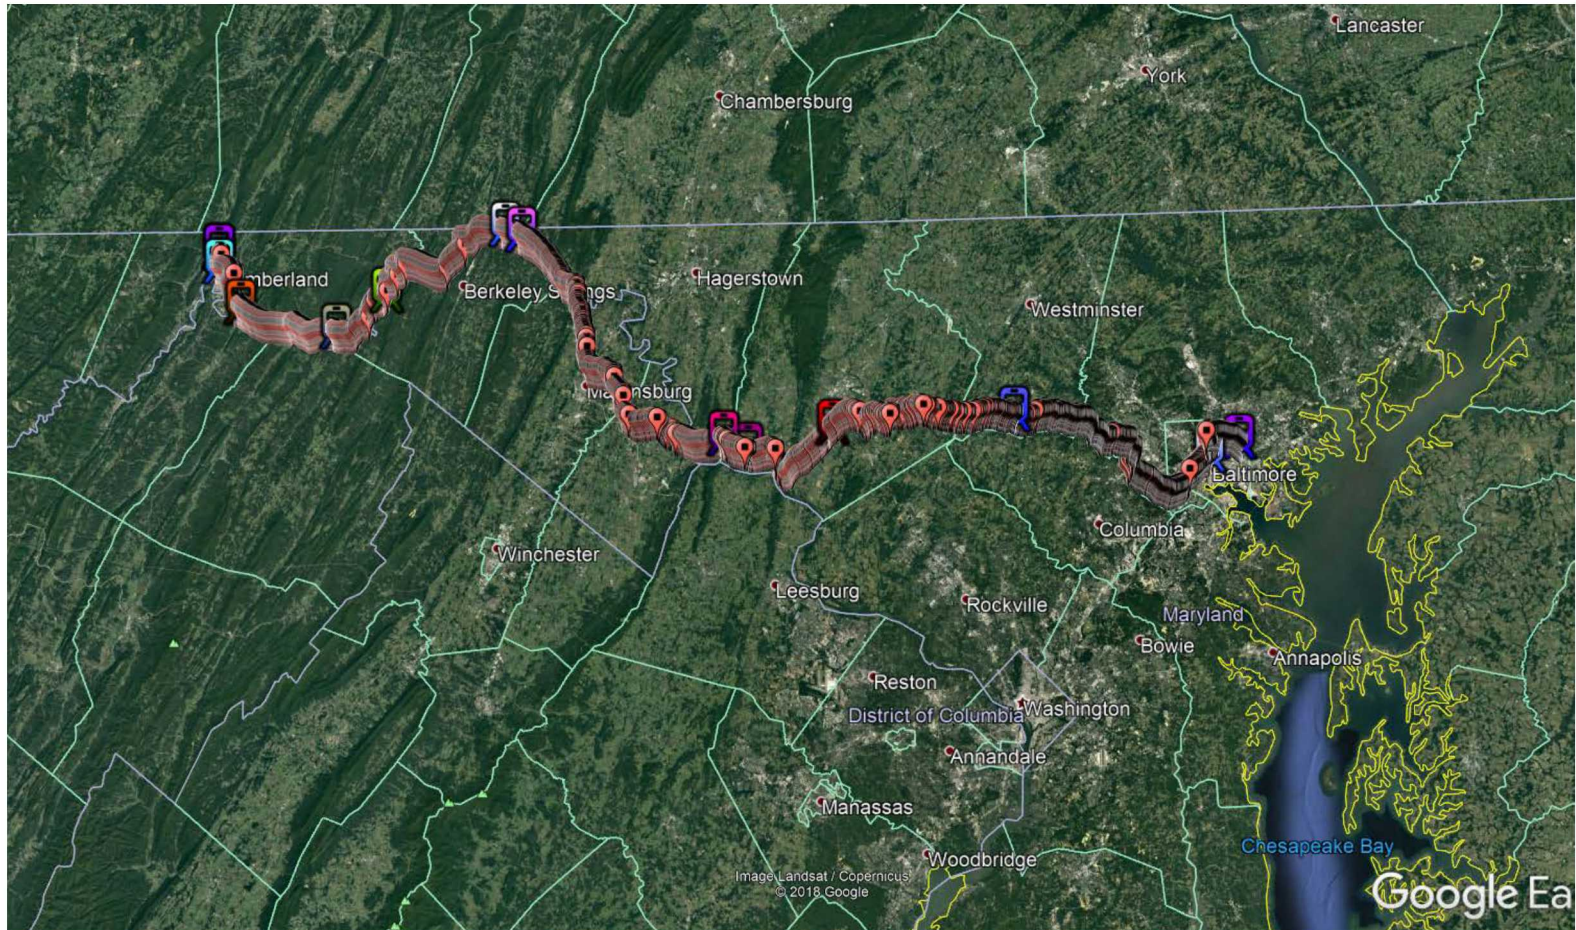 Lancaster
York
Chambersburg
mberland
Hagerstown
Berkeley S ngs
Westminster
Ma nsburg
Baltimore
Columbia
Winchester
Leesburg
Rockville
Maryland
Bowie
Annapolis
Reston
District of Columbia
Washington
Annandale
Manassas
Chesapeake Bay
Woodbridge
Image Landsat / Copernicus
© 2018 Google
Google Ea